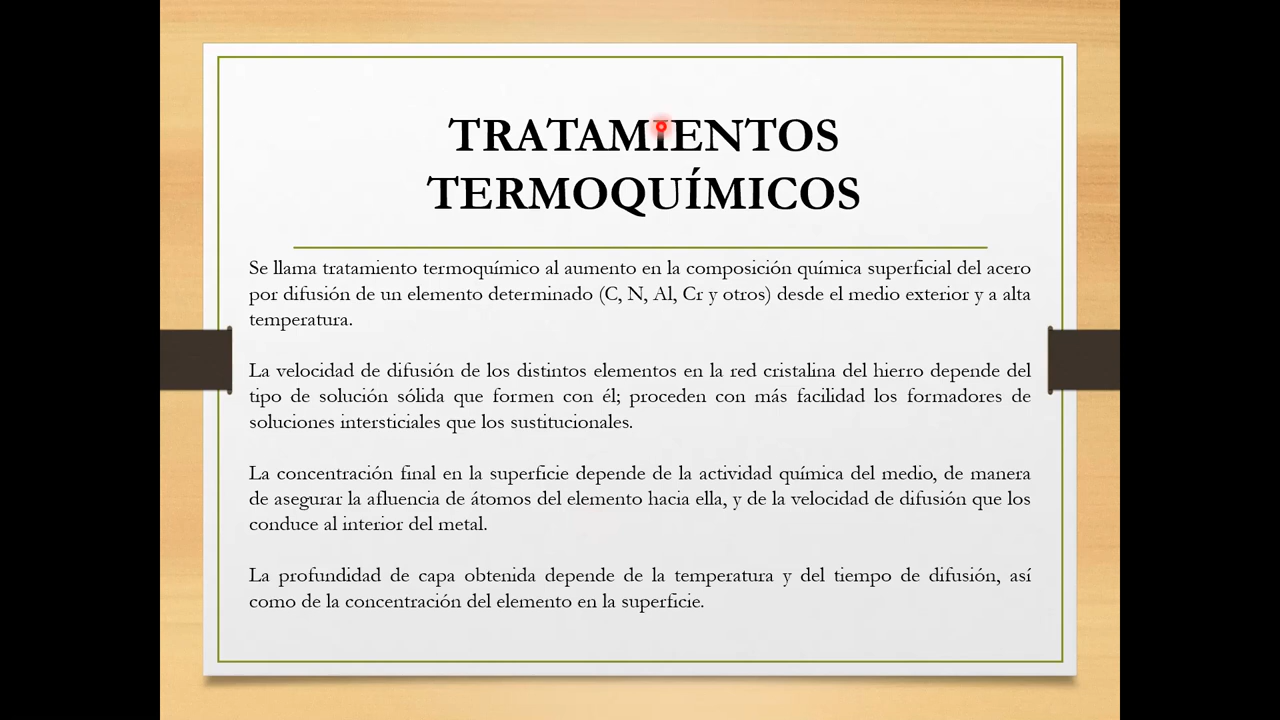 TRATAMIENTOS
TERMOQUÍMICOS
Se llama tratamiento termoquímico al aumento en la composición química superficial del acero
por difusión de un elemento determinado (C, N, Al, Cr y otros) desde el medio exterior y a alta
temperatura.
La velocidad de difusión de los distintos elementos en la red cristalina del hierro depende del
tipo de solución sólida que formen con él; proceden con más facilidad los formadores de
soluciones intersticiales que los sustitucionales.
La concentración final en la superficie depende de la actividad química del medio, de manera
de asegurar la afluencia de átomos del elemento hacia ella, y de la velocidad de difusión que los
conduce al interior del metal.
La profundidad de capa obtenida depende de la temperatura y del tiempo de difusión, así
como de la concentración del elemento en la superficie.